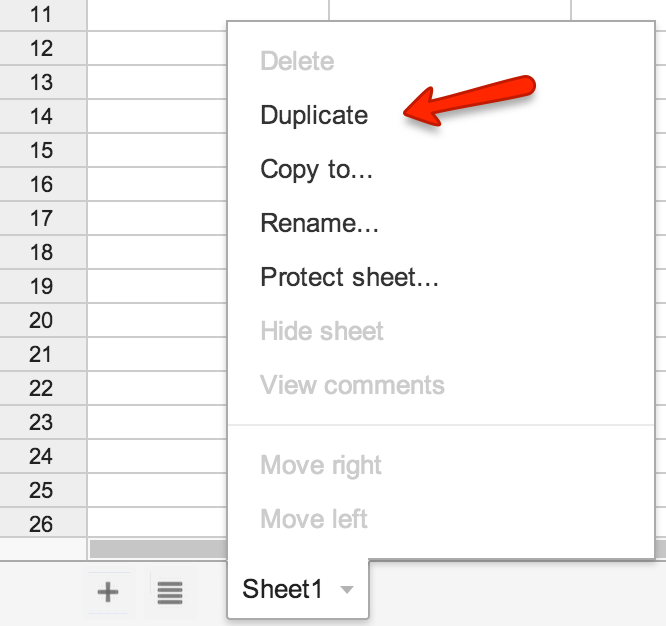 11
12
13
14
15
16
17
18
19
20
21
22
23
24
25
26
Delete
Duplicate
Copy to...
Rename...
Protect sheet...
Hide sheet
View comments
Move right
Move left
Sheet1